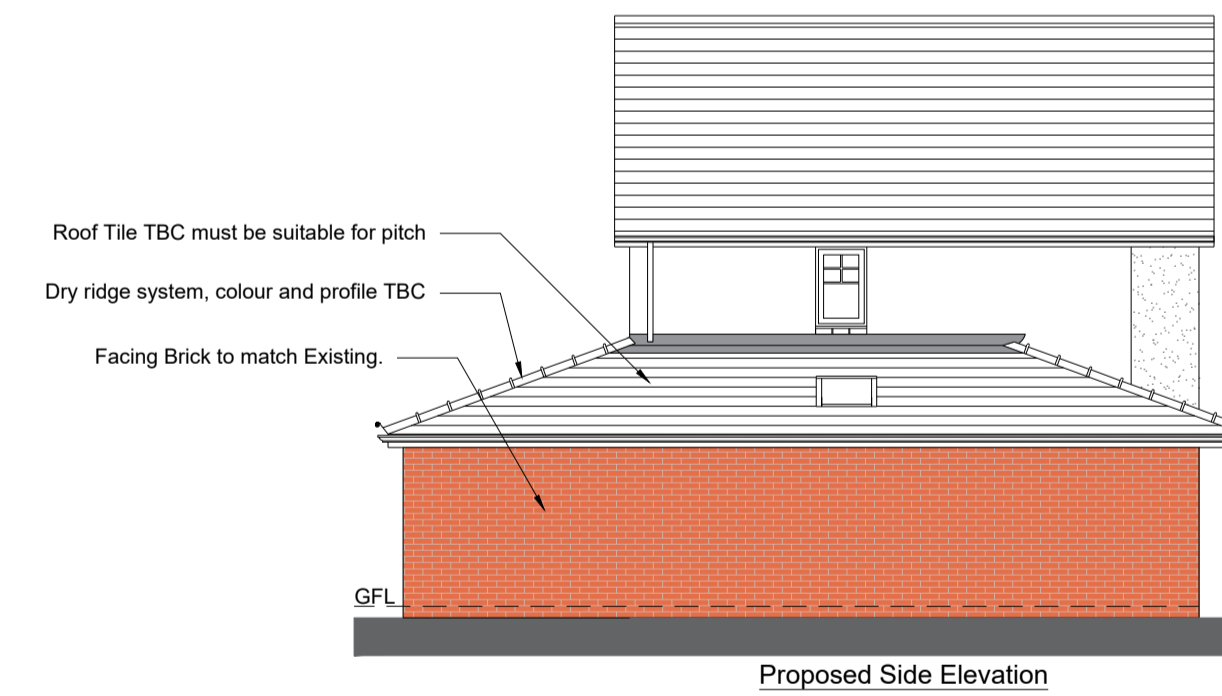 Roof Tile TBC must be suitable for pitch
Dry ridge system, colour and profile TBC
Facing Brick to match Existing.
GFL
Proposed Side Elevation